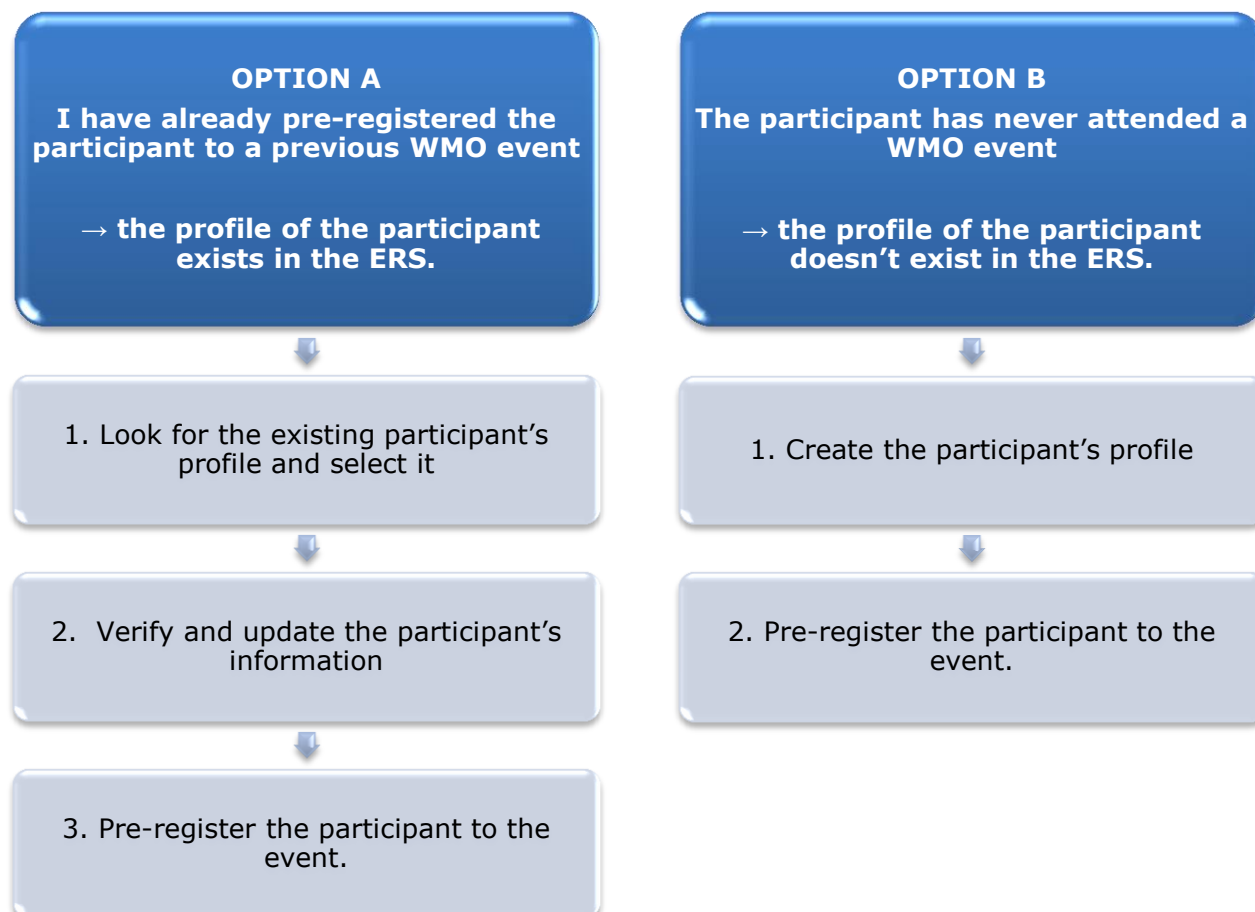 OPTION A
I have already pre-registered the
participant to a previous WMO event
→ the profile of the participant
exists in the ERS.
1. Look for the existing participant’s
profile and select it
2. Verify and update the participant’s
information
3. Pre-register the participant to the
event.
OPTION B
The participant has never attended a
WMO event
→ the profile of the participant
doesn’t exist in the ERS.
1. Create the participant’s profile
2. Pre-register the participant to the
event.